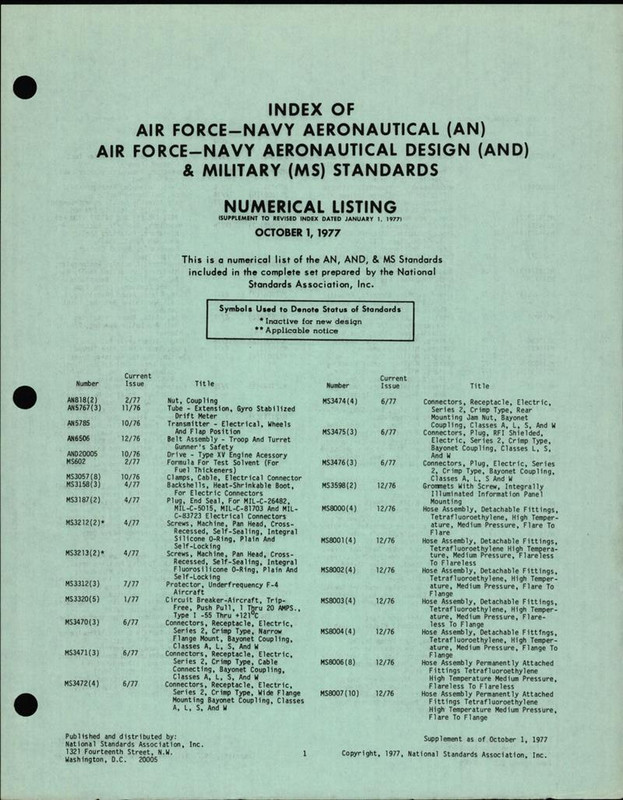 INDEX OF
AIR FORCE—NAVY AERONAUTICAL (AN)
AIR FORCE—NAVY AERONAUTICAL DESIGN (AND)
& MILITARY (MS) STANDARDS
NUMERICAL LISTING
(SUPPLEMENT TO REVISED INDEX DATED JANUARY 1, 1977)
OCTOBER 1, 1977
This is a numerical list of the AN, AND, & MS Standards
included in the complete set prepared by the National
Standards Association, Inc.
Symbols Used to Denote Status of Standards
* Inactive for new design
** Applicable notice
Number Current Issue Title
AN818(2) 2/77 Nut, Coupling
AN5767(3) 11/76 Tube - Extension, Gyro Stabilized
Drift Meter
AN5785 10/76 Transmitter - Electrical, Wheels
And Flap Position
AN6506 12/76 Belt Assembly - Troop And Turret
Gunner's Safety
AND20005 10/76 Drive - Type XV Engine Acessory
MS602 2/77 Formula For Test Solvent (For
Fuel Thickeners)
MS3057(8) 10/76 Clamps, Cable, Electrical Connector
MS3158(3) 4/77 Backshells, Heat-Shrinkable Boot,
For Electric Connectors
MS3187(2) 4/77 Plug, End Seal, For MIL-C-26482,
MIL-C-5015, MIL-C-81703 And MIL-
C-83723 Electrical Connectors
MS3212(2)* 4/77 Screws, Machine, Pan Head, Cross-
Recessed, Self-Sealing, Integral
Silicone O-Ring, Plain And
Self-Locking
MS3213(2)* 4/77 Screws, Machine, Pan Head, Cross-
Recessed, Self-Sealing, Integral
Fluorosilicone O-Ring, Plain And
Self-Locking
MS3312(3) 7/77 Protector, Underfrequency F-4
Aircraft
MS3320(5) 1/77 Circuit Breaker-Aircraft, Trip-
Free, Push Pull, 1 Thru 20 AMPS.,
Type I -55 Thru +121°C
MS3470(3) 6/77 Connectors, Receptacle, Electric,
Series 2, Crimp Type, Narrow
Flange Mount, Bayonet Coupling,
Classes A, L, S, And W
MS3471(3) 6/77 Connectors, Receptacle, Electric,
Series 2, Crimp Type, Cable
Connecting, Bayonet Coupling,
Classes A, L, S, And W
MS3472(4) 6/77 Connectors, Receptacle, Electric,
Series 2, Crimp Type, Wide Flange
Mounting Bayonet Coupling, Classes
A, L, S, And W
Number Current Issue Title
MS3474(4) 6/77 Connectors, Receptacle, Electric,
Series 2, Crimp Type, Rear
Mounting Jam Nut, Bayonet
Coupling, Classes A, L, S, And W
MS3475(3) 6/77 Connectors, Plug, RFI Shielded,
Electric, Series 2, Crimp Type,
Bayonet Coupling, Classes L, S,
And W
MS3476(3) 6/77 Connectors, Plug, Electric, Series
2, Crimp Type, Bayonet Coupling,
Classes A, L, S And W
MS3598(2) 12/76 Grommets With Screw, Integrally
Illuminated Information Panel
Mounting
MS8000(4) 12/76 Hose Assembly, Detachable Fittings,
Tetrafluoroethylene, High Temper-
ature, Medium Pressure, Flare To
Flare
MS8001(4) 12/76 Hose Assembly, Detachable Fittings,
Tetrafluoroethylene High Tempera-
ture, Medium Pressure, Flareless
To Flareless
MS8002(4) 12/76 Hose Assembly, Detachable Fittings,
Tetrafluoroethylene, High Temper-
ature, Medium Pressure, Flare To
Flange
MS8003(4) 12/76 Hose Assembly, Detachable Fittings,
Tetrafluoroethylene, High Temper-
ature, Medium Pressure, Flare-
less To Flange
MS8004(4) 12/76 Hose Assembly, Detachable Fittings,
Tetrafluoroethylene, High Temper-
ature, Medium Pressure, Flange To
Flange
MS8006(8) 12/76 Hose Assembly Permanently Attached
Fittings Tetrafluoroethylene
High Temperature Medium Pressure,
Flareless To Flareless
MS8007(10) 12/76 Hose Assembly Permanently Attached
Fittings Tetrafluoroethylene
High Temperature Medium Pressure,
Flare To Flange
Published and distributed by:
National Standards Association, Inc.
1321 Fourteenth Street, N.W.
Washington, D.C. 20005
1
Supplement as of October 1, 1977
Copyright, 1977, National Standards Association, Inc.